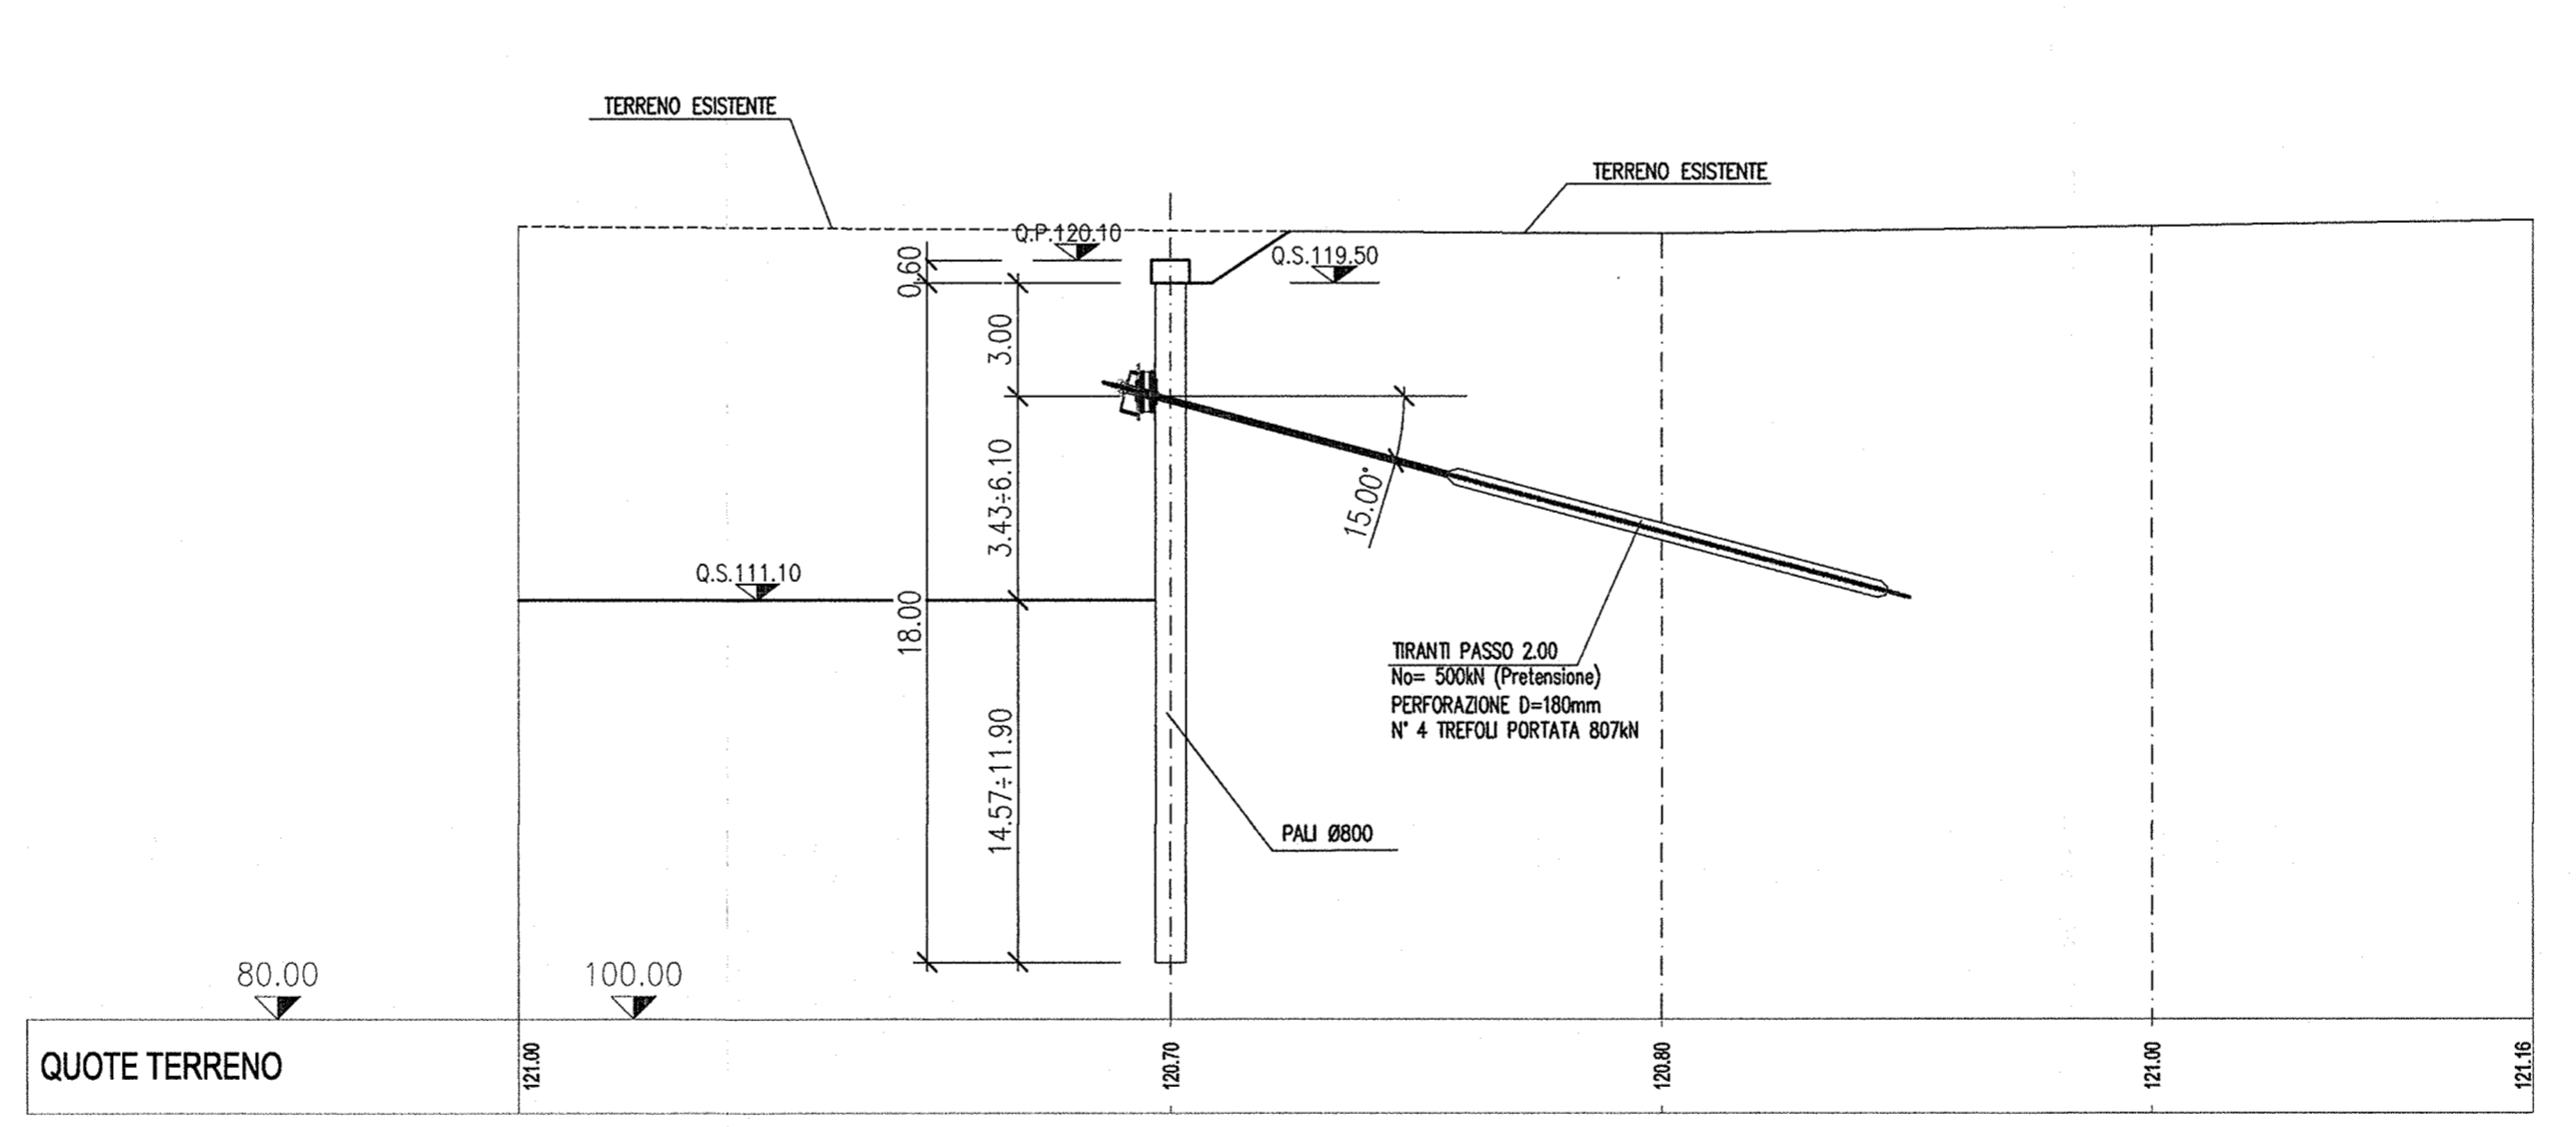 TERRENO ESISTENTE
TERRENO ESISTENTE
Q.P.120.10
Q.S.119.50
0.60
3.00
3.43÷6.10
15.00°
Q.S.111.10
18.00
TIRANTI PASSO 2.00
No= 500kN (Pretensione)
PERFORAZIONE D=180mm
N° 4 TREFOLI PORTATA 807kN
14.57÷11.90
PALI Ø800
80.00
100.00
QUOTE TERRENO
121.00
120.70
120.80
121.00
121.16